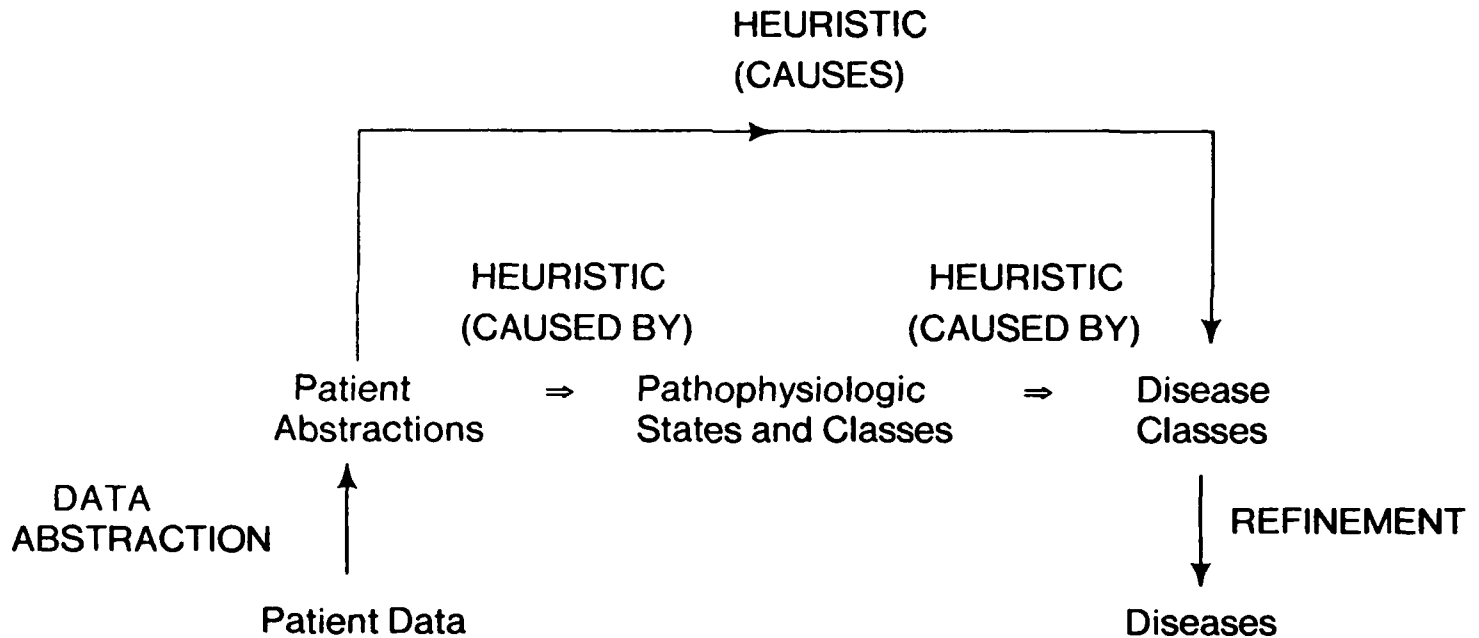 HEURISTIC
(CAUSES)
HEURISTIC
(CAUSED BY)
HEURISTIC
(CAUSED BY)
Patient
Abstractions
⇒
Pathophysiologic
States and Classes
⇒
Disease
Classes
DATA
ABSTRACTION
REFINEMENT
Patient Data
Diseases